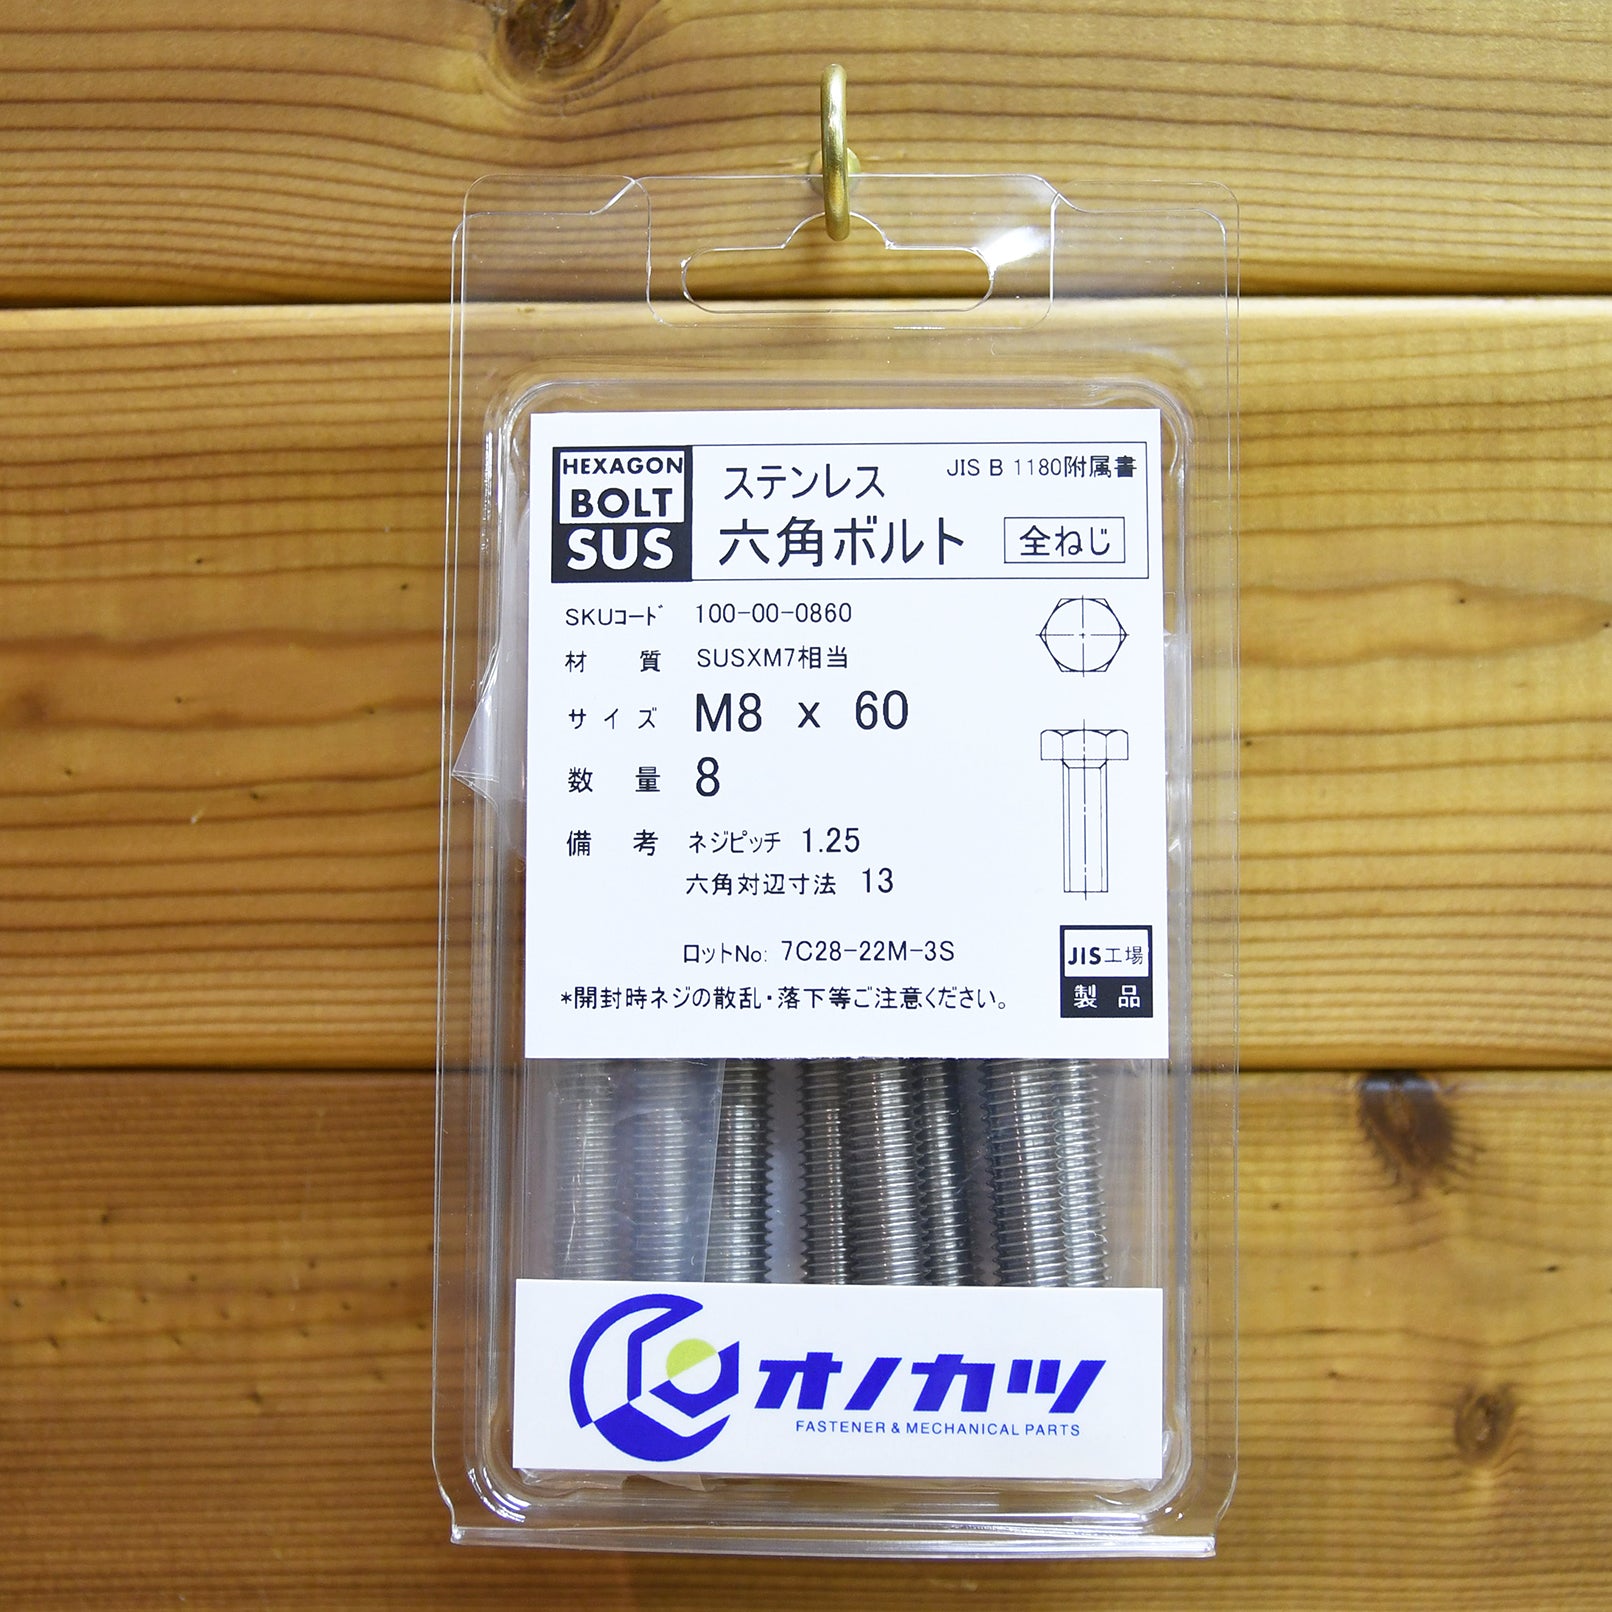 HEXAGON
BOLT
SUS
ステンレス JIS B 1180附属書
六角ボルト 全ねじ
SKUコード 100-00-0860
材質 SUSXM7相当
サイズ M8 x 60
数量 8
備考 ネジピッチ 1.25
六角対辺寸法 13
ロットNo: 7C28-22M-3S
*開封時ネジの散乱・落下等ご注意ください。
JIS工場
製品
オノカツ
FASTENER & MECHANICAL PARTS